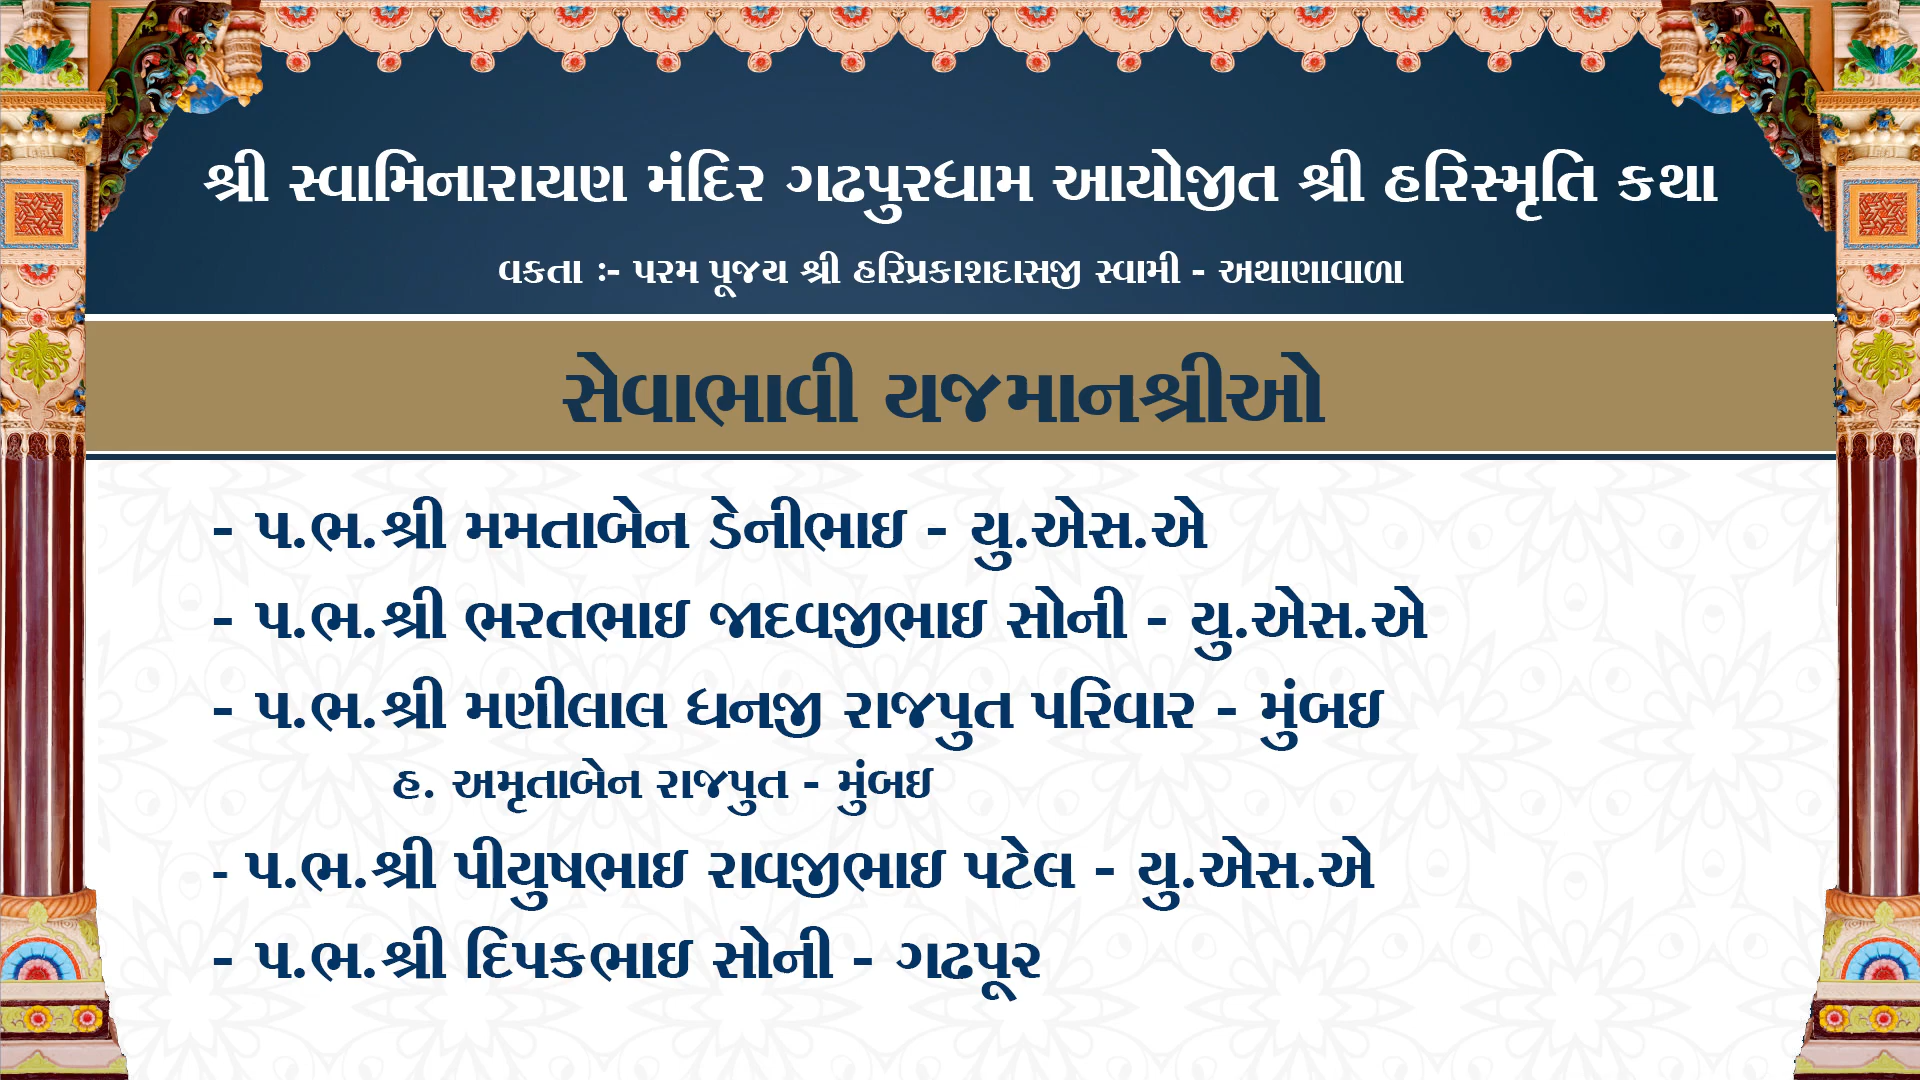 શ્રી સ્વામિનારાયણ મંદિર ગઢપુરધામ આયોજીત શ્રી હરિસ્મૃતિ કથા
વકતા :- પરમ પૂજ્ય શ્રી હરિપ્રકાશદાસજી સ્વામી - અથાણાવાળા
સેવાભાવી યજમાનશ્રીઓ
- પ.ભ.શ્રી મમતાબેન ડેનીભાઇ - યુ.એસ.એ
- પ.ભ.શ્રી ભરતભાઇ જાદવજીભાઇ સોની - યુ.એસ.એ
- પ.ભ.શ્રી મણીલાલ ધનજી રાજપુત પરિવાર - મુંબઇ
હ. અમૃતાબેન રાજપુત - મુંબઇ
- પ.ભ.શ્રી પીયુષભાઇ રાવજીભાઇ પટેલ - યુ.એસ.એ
- પ.ભ.શ્રી દિપકભાઇ સોની - ગઢપૂર